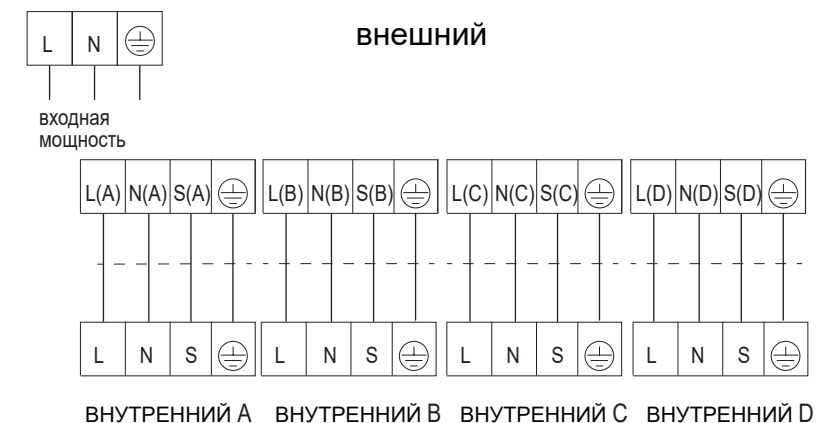 внешний
L N
входная
мощность
L(A) N(A) S(A) L(B) N(B) S(B) L(C) N(C) S(C) L(D) N(D) S(D)
L N S L N S L N S L N S
ВНУТРЕННИЙ A ВНУТРЕННИЙ B ВНУТРЕННИЙ C ВНУТРЕННИЙ D